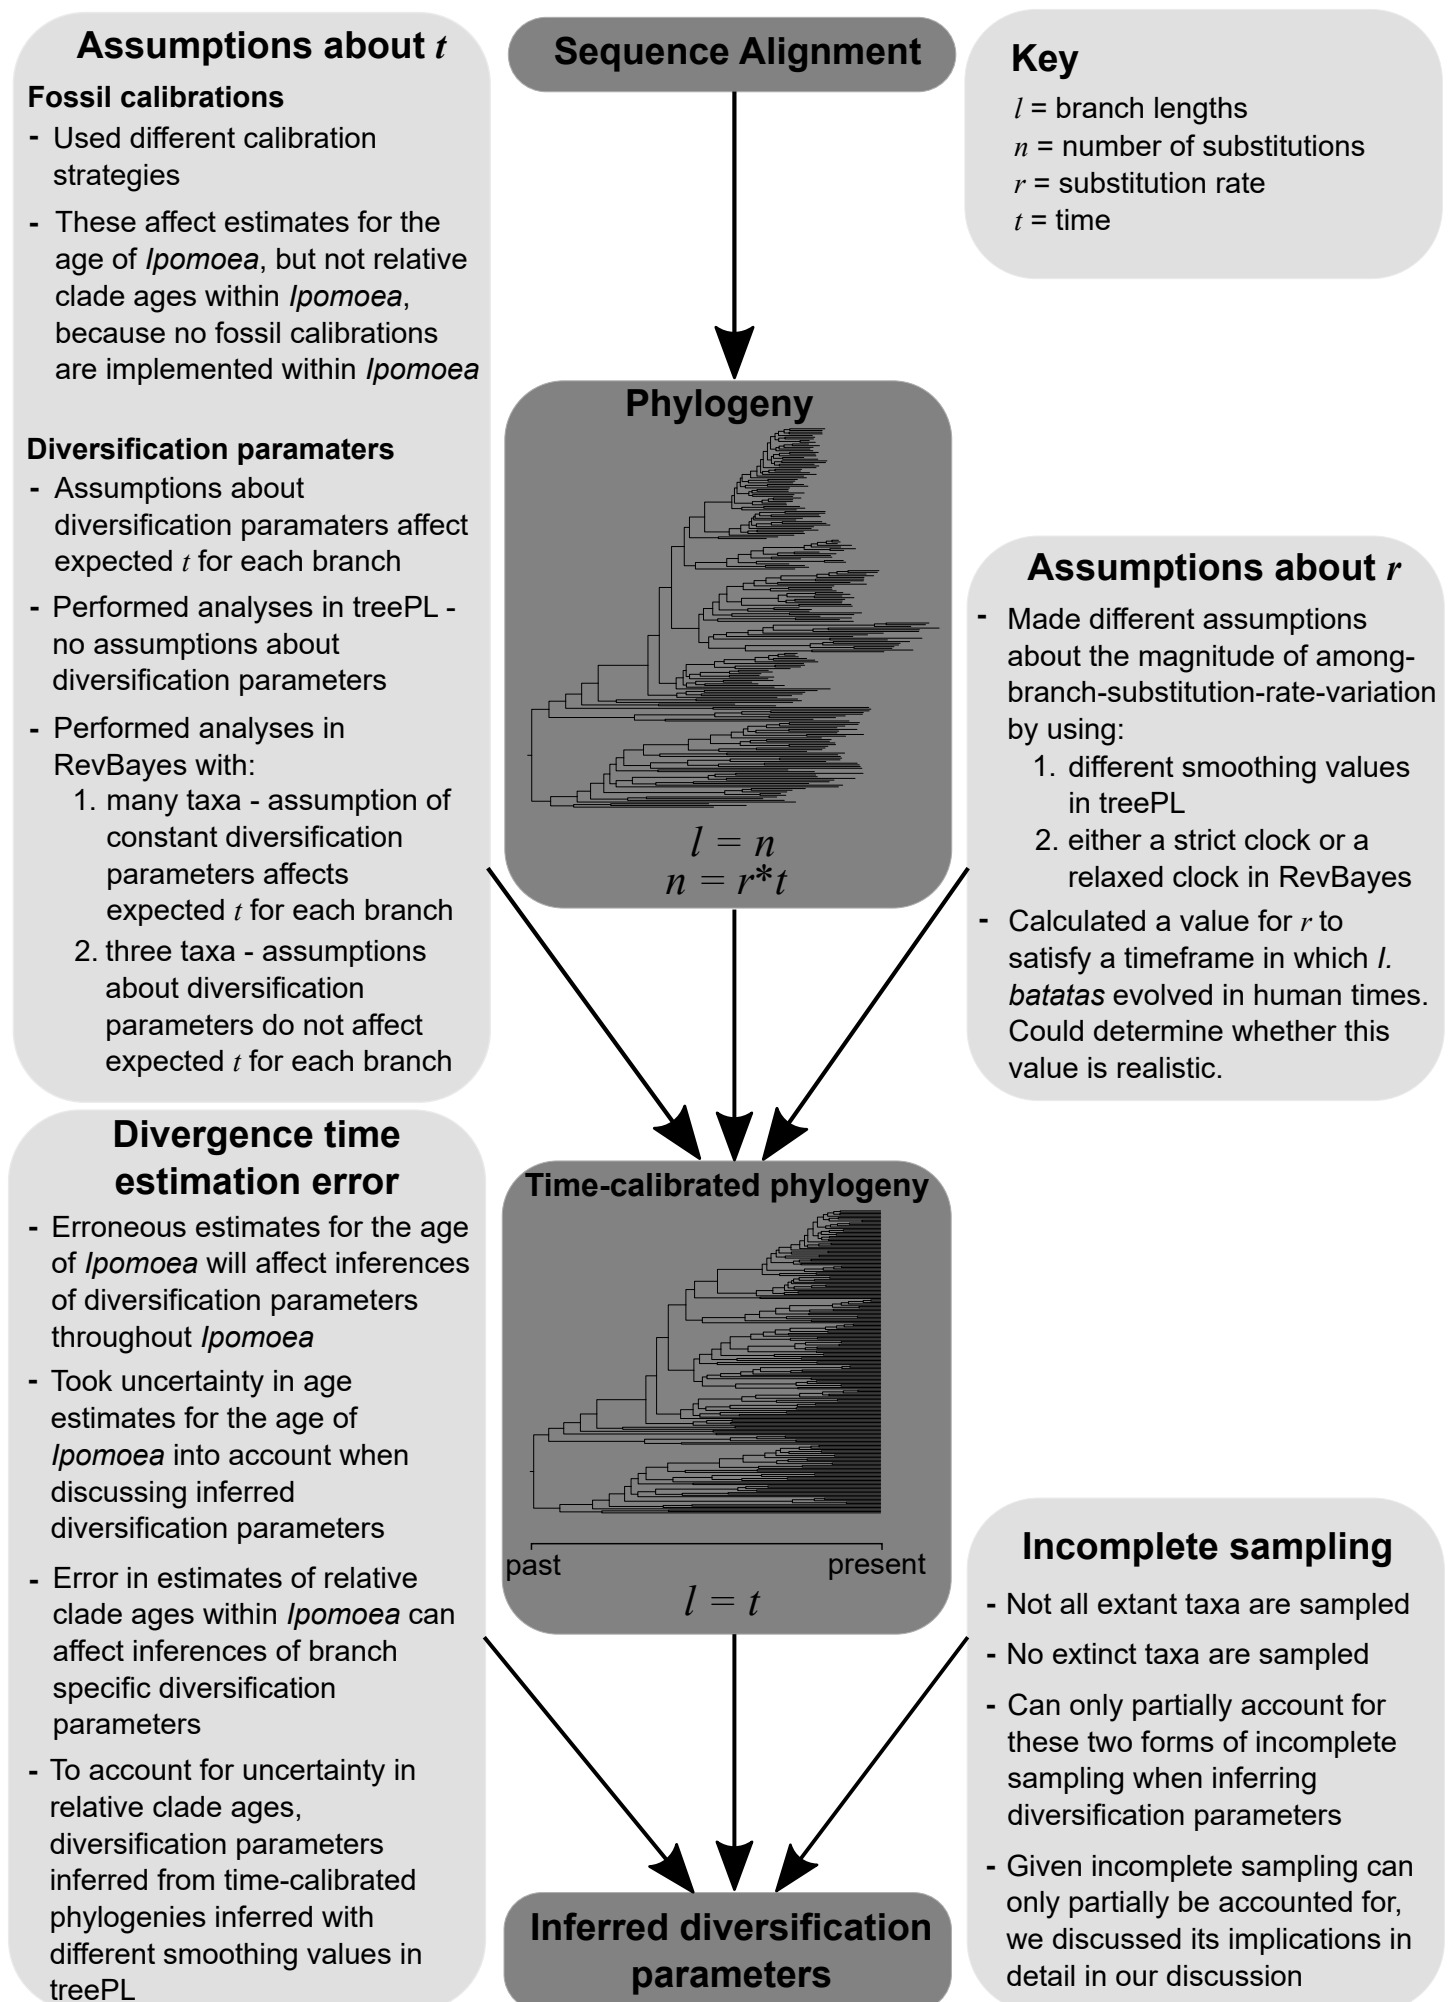 Assumptions about t
Fossil calibrations
- Used different calibration
strategies
- These affect estimates for the
age of Ipomoea, but not relative
clade ages within Ipomoea,
because no fossil calibrations
are implemented within Ipomoea
Diversification paramaters
- Assumptions about
diversification paramaters affect
expected t for each branch
- Performed analyses in treePL -
no assumptions about
diversification parameters
- Performed analyses in
RevBayes with:
1. many taxa - assumption of
constant diversification
parameters affects
expected t for each branch
2. three taxa - assumptions
about diversification
parameters do not affect
expected t for each branch
Sequence Alignment
Key
l = branch lengths
n = number of substitutions
r = substitution rate
t = time
Phylogeny
l = n
n = r*t
Assumptions about r
- Made different assumptions
about the magnitude of among-
branch-substitution-rate-variation
by using:
1. different smoothing values
in treePL
2. either a strict clock or a
relaxed clock in RevBayes
- Calculated a value for r to
satisfy a timeframe in which I.
batatas evolved in human times.
Could determine whether this
value is realistic.
Divergence time
estimation error
- Erroneous estimates for the age
of Ipomoea will affect inferences
of diversification parameters
throughout Ipomoea
- Took uncertainty in age
estimates for the age of
Ipomoea into account when
discussing inferred
diversification parameters
- Error in estimates of relative
clade ages within Ipomoea can
affect inferences of branch
specific diversification
parameters
- To account for uncertainty in
relative clade ages,
diversification parameters
inferred from time-calibrated
phylogenies inferred with
different smoothing values in
treePL
Time-calibrated phylogeny
past present
l = t
Incomplete sampling
- Not all extant taxa are sampled
- No extinct taxa are sampled
- Can only partially account for
these two forms of incomplete
sampling when inferring
diversification parameters
- Given incomplete sampling can
only partially be accounted for,
we discussed its implications in
detail in our discussion
Inferred diversification
parameters